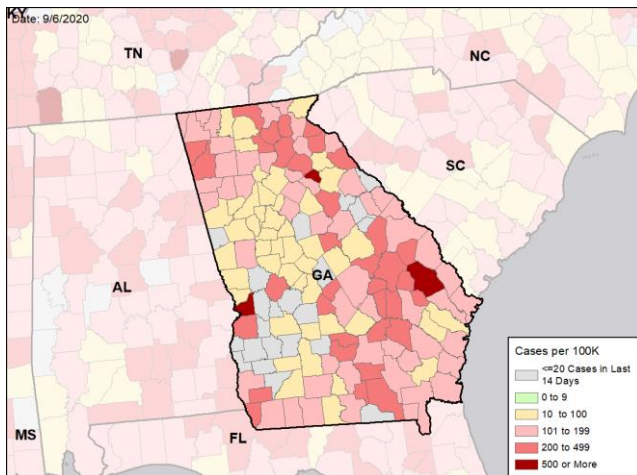 KY
Date: 9/6/2020
TN
NC
SC
AL
GA
MS
FL
Cases per 100K
<=20 Cases in Last
14 Days
0 to 9
10 to 100
101 to 199
200 to 499
500 or More